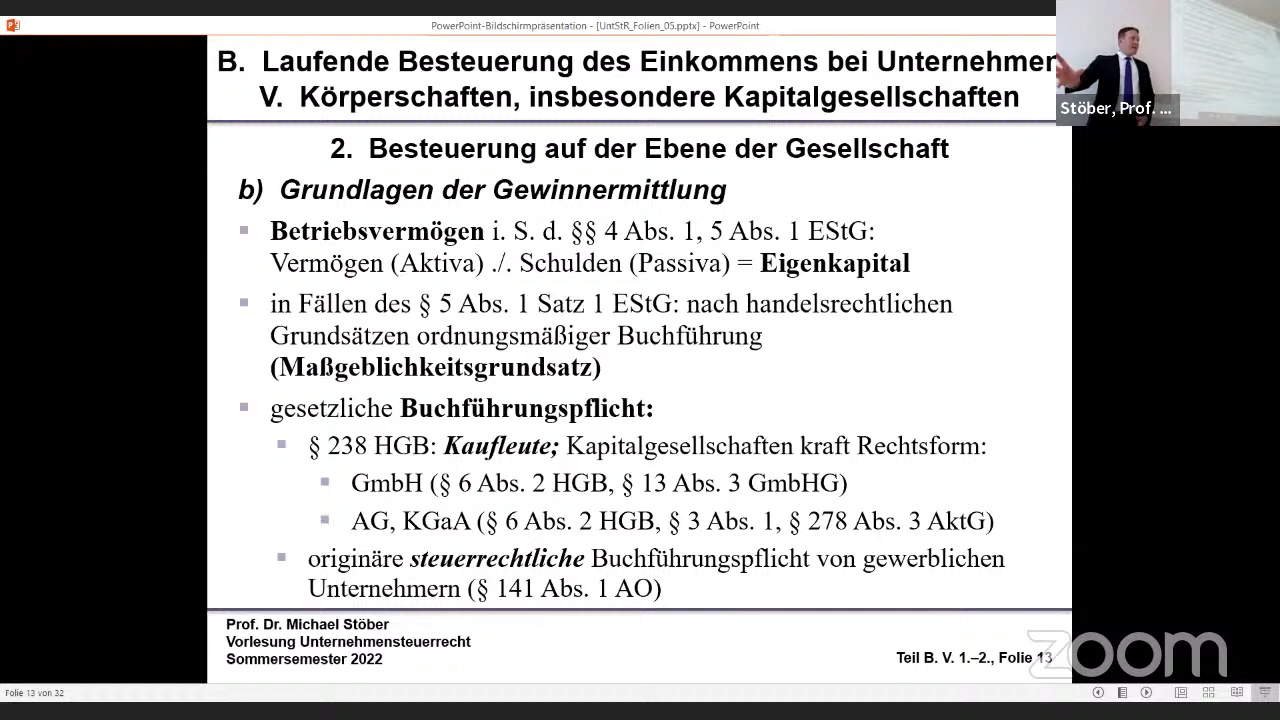 PowerPoint-Bildschirmpräsentation - [UntStR_Folien_05.pptx] - PowerPoint
B. Laufende Besteuerung des Einkommens bei Unternehmen
V. Körperschaften, insbesondere Kapitalgesellschaften
Stöber, Prof. ...
2. Besteuerung auf der Ebene der Gesellschaft
b) Grundlagen der Gewinnermittlung
Betriebsvermögen i. S. d. §§ 4 Abs. 1, 5 Abs. 1 EStG:
Vermögen (Aktiva) ./. Schulden (Passiva) = Eigenkapital
in Fällen des § 5 Abs. 1 Satz 1 EStG: nach handelsrechtlichen
Grundsätzen ordnungsmäßiger Buchführung
(Maßgeblichkeitsgrundsatz)
gesetzliche Buchführungspflicht:
§ 238 HGB: Kaufleute; Kapitalgesellschaften kraft Rechtsform:
GmbH (§ 6 Abs. 2 HGB, § 13 Abs. 3 GmbHG)
AG, KGaA (§ 6 Abs. 2 HGB, § 3 Abs. 1, § 278 Abs. 3 AktG)
originäre steuerrechtliche Buchführungspflicht von gewerblichen
Unternehmern (§ 141 Abs. 1 AO)
Prof. Dr. Michael Stöber
Vorlesung Unternehmensteuerrecht
Sommersemester 2022
Teil B. V. 1.–2., Folie 13
zoom
Folie 13 von 32